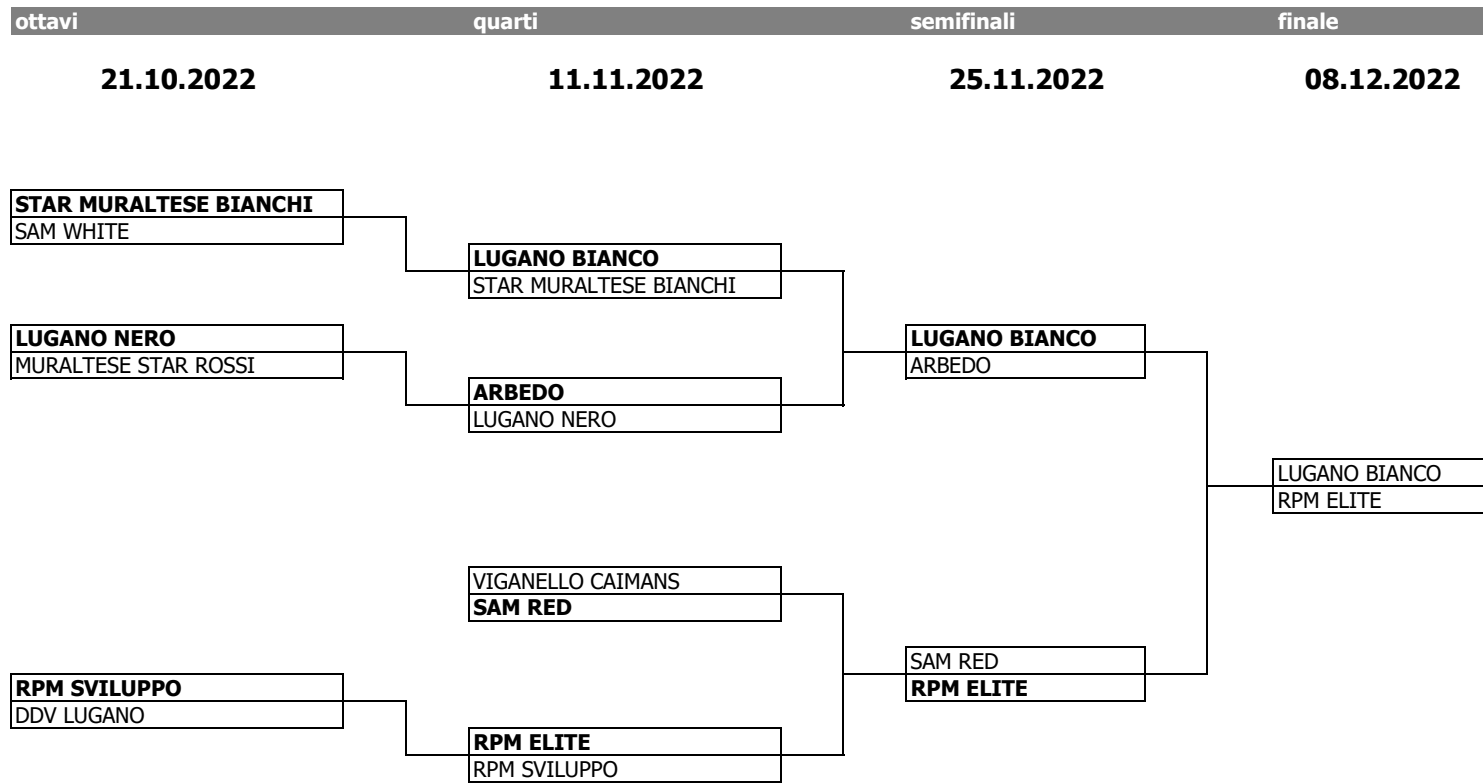 ottavi quarti semifinali finale
21.10.2022 11.11.2022 25.11.2022 08.12.2022
STAR MURALTESE BIANCHI
SAM WHITE
LUGANO BIANCO
STAR MURALTESE BIANCHI
LUGANO NERO
MURALTESE STAR ROSSI
LUGANO BIANCO
ARBEDO
ARBEDO
LUGANO NERO
LUGANO BIANCO
RPM ELITE
VIGANELLO CAIMANS
SAM RED
SAM RED
RPM ELITE
RPM SVILUPPO
DDV LUGANO
RPM ELITE
RPM SVILUPPO